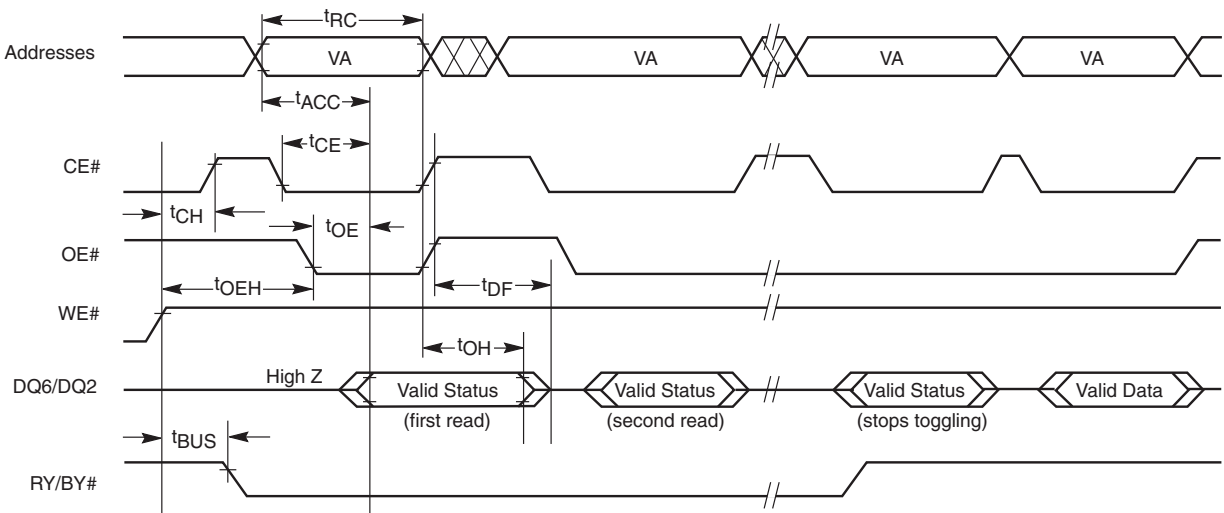 tRC
Addresses VA VA VA VA
tACC
tCE
CE#
tCH tOE
OE#
tOEH tDF
WE#
tOH
DQ6/DQ2 High Z Valid Status Valid Status Valid Status Valid Data
(first read) (second read) (stops toggling)
tBUS
RY/BY#